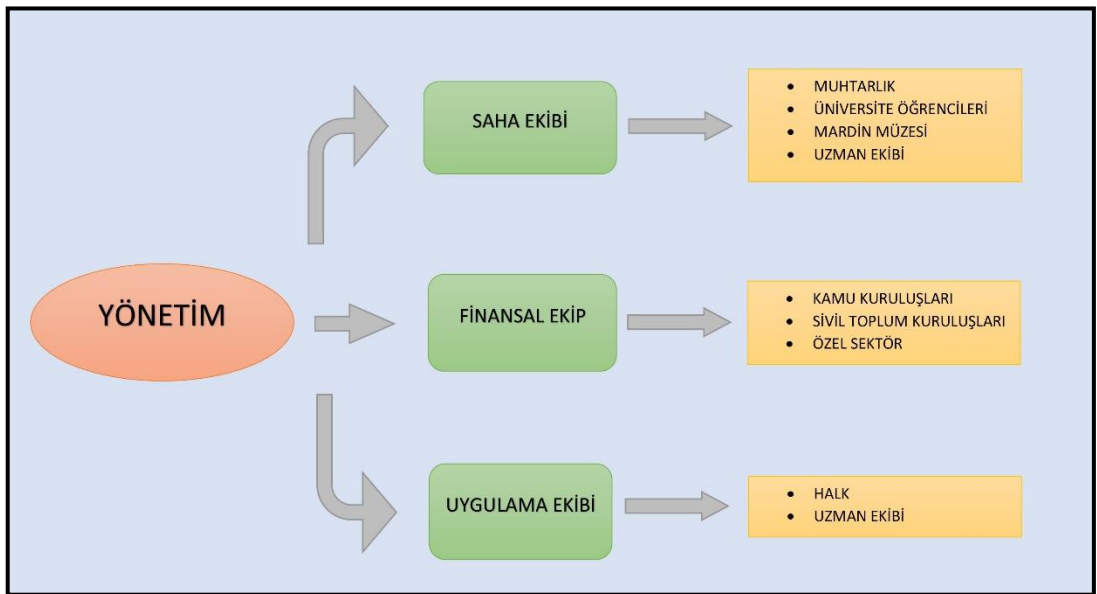 YÖNETİM
SAHA EKİBİ
• MUHTARLIK
• ÜNİVERSİTE ÖĞRENCİLERİ
• MARDİN MÜZESİ
• UZMAN EKİBİ
FİNANSAL EKİP
• KAMU KURULUŞLARI
• SİVİL TOPLUM KURULUŞLARI
• ÖZEL SEKTÖR
UYGULAMA EKİBİ
• HALK
• UZMAN EKİBİ